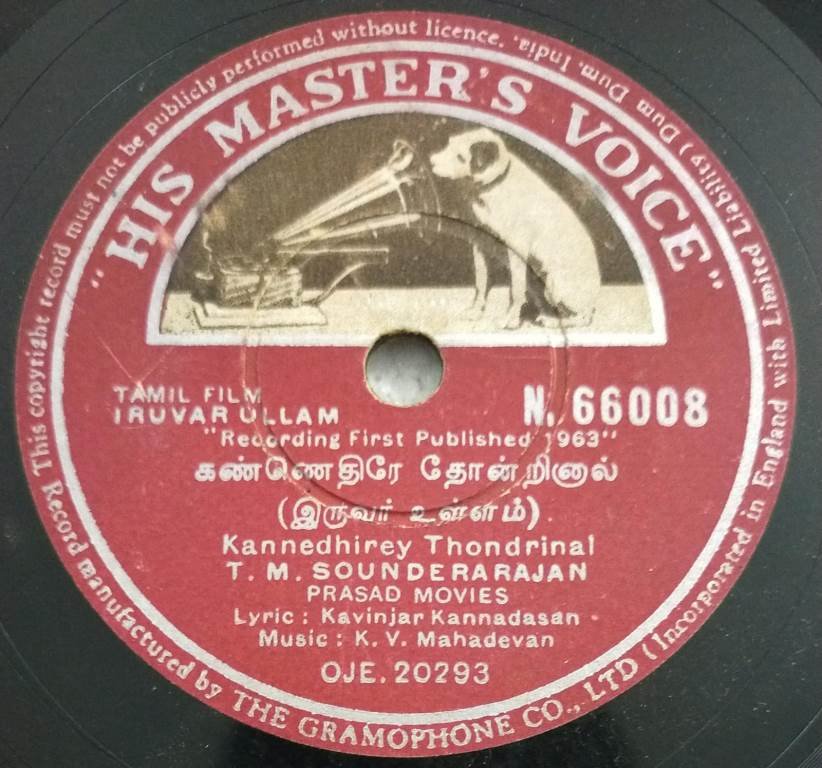 This copyright record must not be publicly performed without licence.
"HIS MASTER'S VOICE"
TAMIL FILM
IRUVAR ULLAM
N. 66008
"Recording First Published 1963"
கண்ணெதிரே தோன்றினால்
(இருவர் உள்ளம்)
Kannedhirey Thondrinal
T. M. SOUNDERARAJAN
PRASAD MOVIES
Lyric : Kavinjar Kannadasan
Music : K. V. Mahadevan
OJE. 20293
Record manufactured by THE GRAMOPHONE CO., LTD (Incorporated in England with Limited Liability) Dum Dum, India.